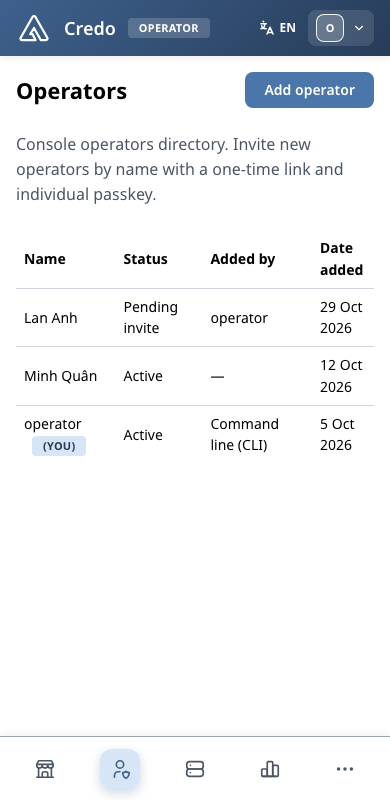 Credo OPERATOR EN O
Operators Add operator
Console operators directory. Invite new
operators by name with a one-time link and
individual passkey.
Name Status Added by Date added
Lan Anh Pending invite operator 29 Oct 2026
Minh Quân Active — 12 Oct 2026
operator (YOU) Active Command line (CLI) 5 Oct 2026